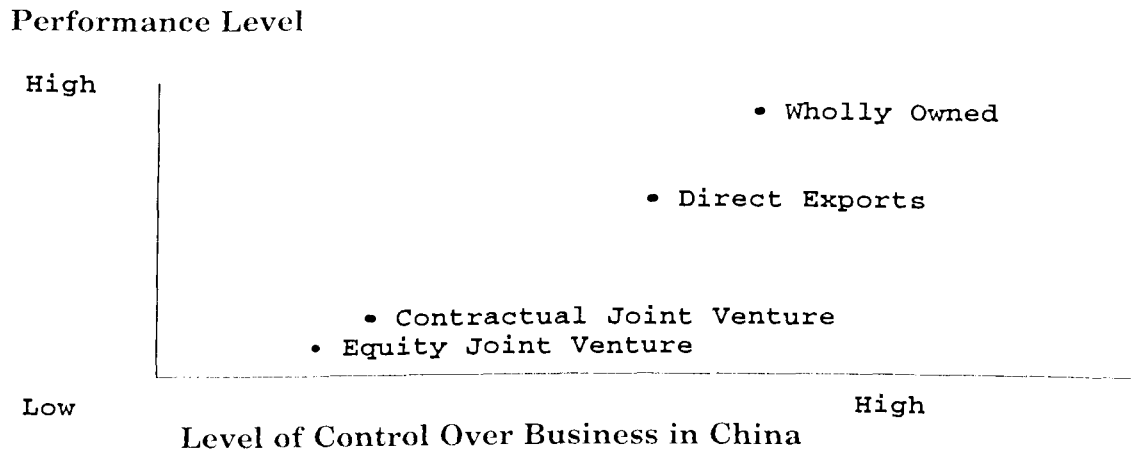 Performance Level
High
• Wholly Owned
• Direct Exports
• Contractual Joint Venture
• Equity Joint Venture
Low High
Level of Control Over Business in China